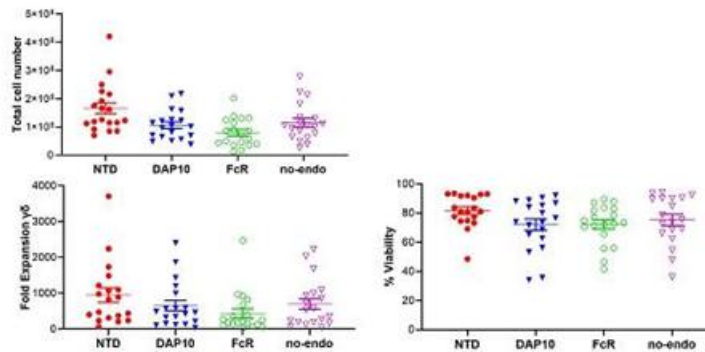 Total cell number
5×10⁸
4×10⁸
3×10⁸
2×10⁸
1×10⁸
0
NTD DAP10 FcR no-endo
Fold Expansion γδ
4000
3000
2000
1000
0
NTD DAP10 FcR no-endo
% Viability
100
80
60
40
20
0
NTD DAP10 FcR no-endo